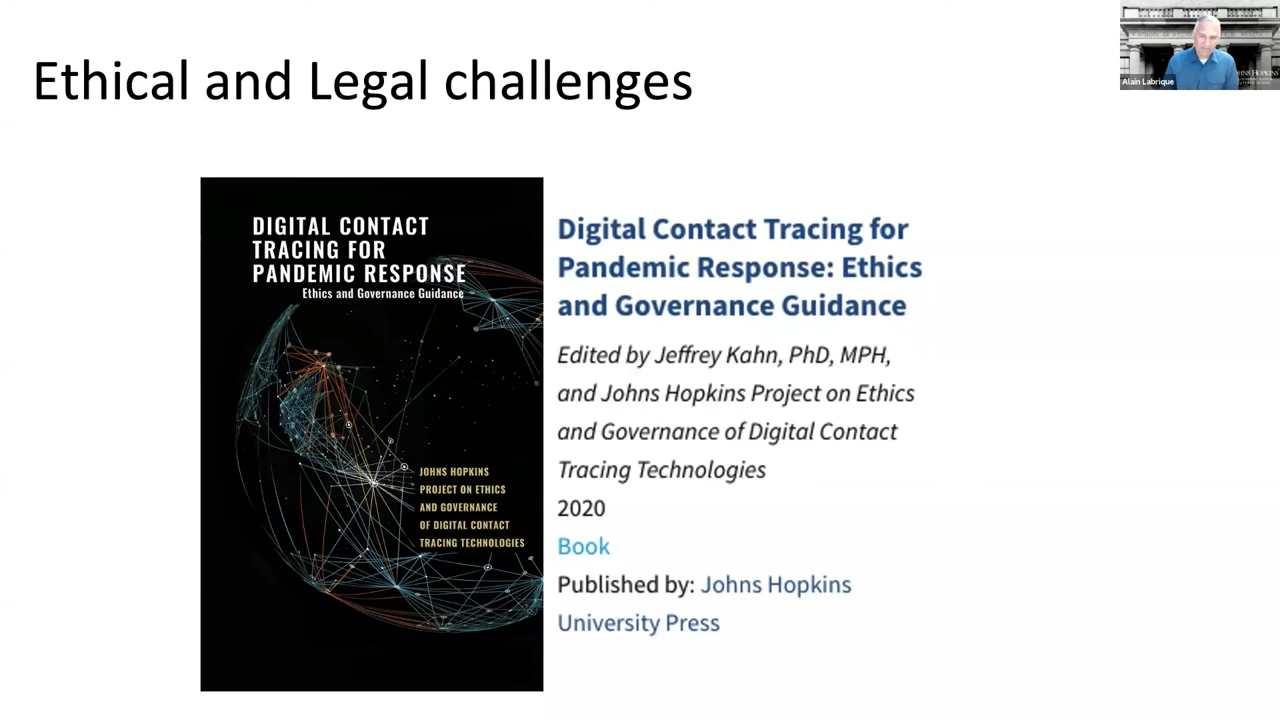 Ethical and Legal challenges
Alain Labrique
DIGITAL CONTACT
TRACING FOR
PANDEMIC RESPONSE
Ethics and Governance Guidance
JOHNS HOPKINS
PROJECT ON ETHICS
AND GOVERNANCE
OF DIGITAL CONTACT
TRACING TECHNOLOGIES
Digital Contact Tracing for
Pandemic Response: Ethics
and Governance Guidance
Edited by Jeffrey Kahn, PhD, MPH,
and Johns Hopkins Project on Ethics
and Governance of Digital Contact
Tracing Technologies
2020
Book
Published by: Johns Hopkins
University Press